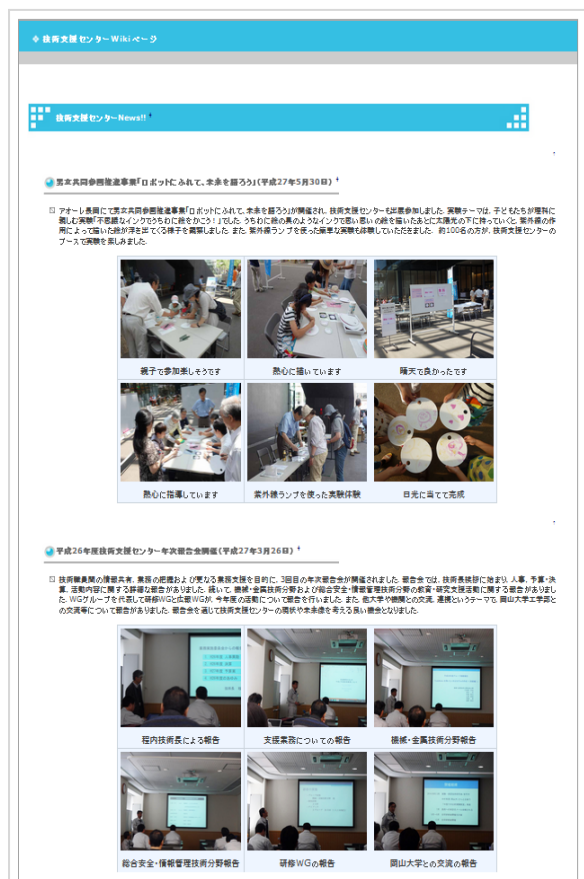 技術支援センターWikiページ
技術支援センターNews!!
男女共同参画推進事業「ロボットにふれて、未来を語ろう」(平成27年5月30日)
アオーレ長岡にて男女共同参画推進事業「ロボットにふれて、未来を語ろう」が開催され、技術支援センターも出展参加しました。実験テーマは、子どもたちが理科に
親しむ実験「不思議なインクでうちわに絵をかこう！」でした。うちわに絵の具のようなインクで思い思いの絵を描いたあとに太陽光の下に持っていくと、紫外線の作
用によって描いた絵が浮き出てくる様子を観察しました。また、紫外線ランプを使った簡単な実験も体験していただきました。約100名の方が、技術支援センターの
ブースで実験を楽しみました。
親子で参加楽しそうです
熱心に描いています
晴天で良かったです
熱心に指導しています
紫外線ランプを使った実験体験
日光に当てて完成
平成26年度技術支援センター年次報告会開催(平成27年3月26日)
技術職員間の情報共有、業務の把握および更なる業務支援を目的に、3回目の年次報告会が開催されました。報告会では、技術長挨拶に始まり、人事、予算・決
算、活動内容に関する詳細な報告がありました。続いて、機械・金属技術分野および総合安全・情報管理技術分野の教育・研究支援活動に関する報告がありまし
た。WGグループを代表して研修WGと広報WGが、今年度の活動について報告を行いました。また、他大学や機関との交流、連携というテーマで、岡山大学工学部と
の交流等について報告がありました。報告会を通じて技術支援センターの現状や未来像を考える良い機会となりました。
程内技術長による報告
支援業務についての報告
機械・金属技術分野報告
総合安全・情報管理技術分野報告
研修WGの報告
岡山大学との交流の報告